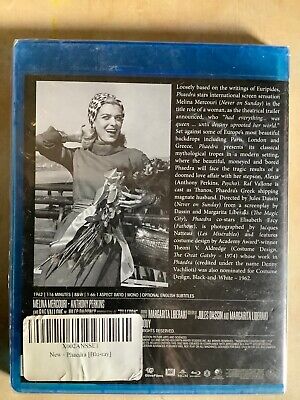 Loosely based on the writings of Euripides,
Phaedra stars international screen sensation
Melina Mercouri (Never on Sunday) in the
title role of a woman, as the theatrical trailer
announced, who "had everything... was
queen ... until destiny uprooted her world."
Set against some of Europe's most beautiful
backdrops including Paris, London and
Greece, Phaedra presents its classical
mythological tropes in a modern setting,
where the beautiful, moneyed and bored
Phaedra will face the tragic results of a
doomed, love affair with her stepson, Alexis
(Anthony Perkins, Psycho). Raf Vallone is
cast as Thanos, Phaedra's Greek shipping
magnate husband. Directed by Jules Dassin
(Never on Sunday) from a screenplay by
Dassin and Margarita Liberaki (The Magic
City), Phaedra co-stars Elisabeth Ercy
is photographed by Jacques
Natteau (Les Misérables) and features
costume design by Academy Award-winner
Theoni V. Aldredge (Costume Design,
The Great Gatsby – 1974) whose work in
Phaedra (credited under the name Denny
Vachlioti) was also nominated for Costume
Design, Black-and-White – 1962.
1962 | 116 MINUTES | B&W | 1.66:1 ASPECT RATIO | MONO | OPTIONAL ENGLISH SUBTITLES
MELINA MERCOURI ANTHONY PERKINS
MARGARITA LIBERAKI JULES DASSIN AND MARGARITA LIBERAKI
RIGHTS RESERVED.
New - Phaedra [Blu-ray]